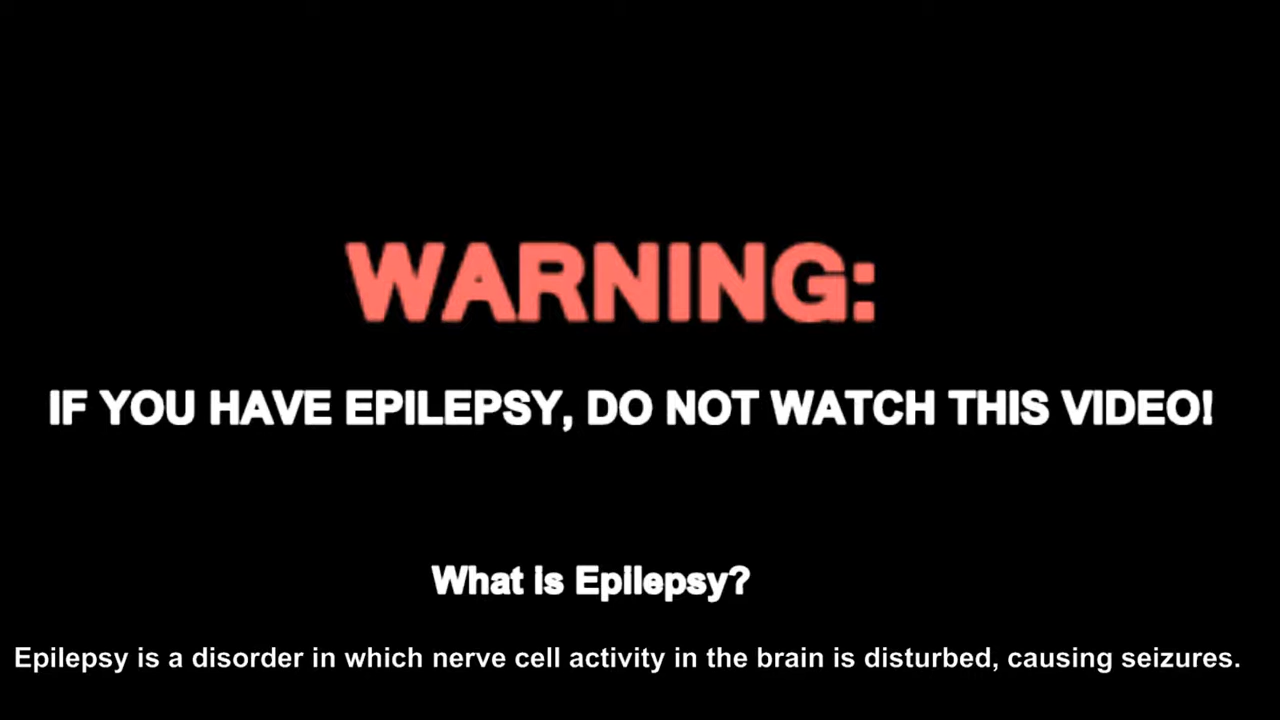 WARNING:
IF YOU HAVE EPILEPSY, DO NOT WATCH THIS VIDEO!
What is Epilepsy?
Epilepsy is a disorder in which nerve cell activity in the brain is disturbed, causing seizures.